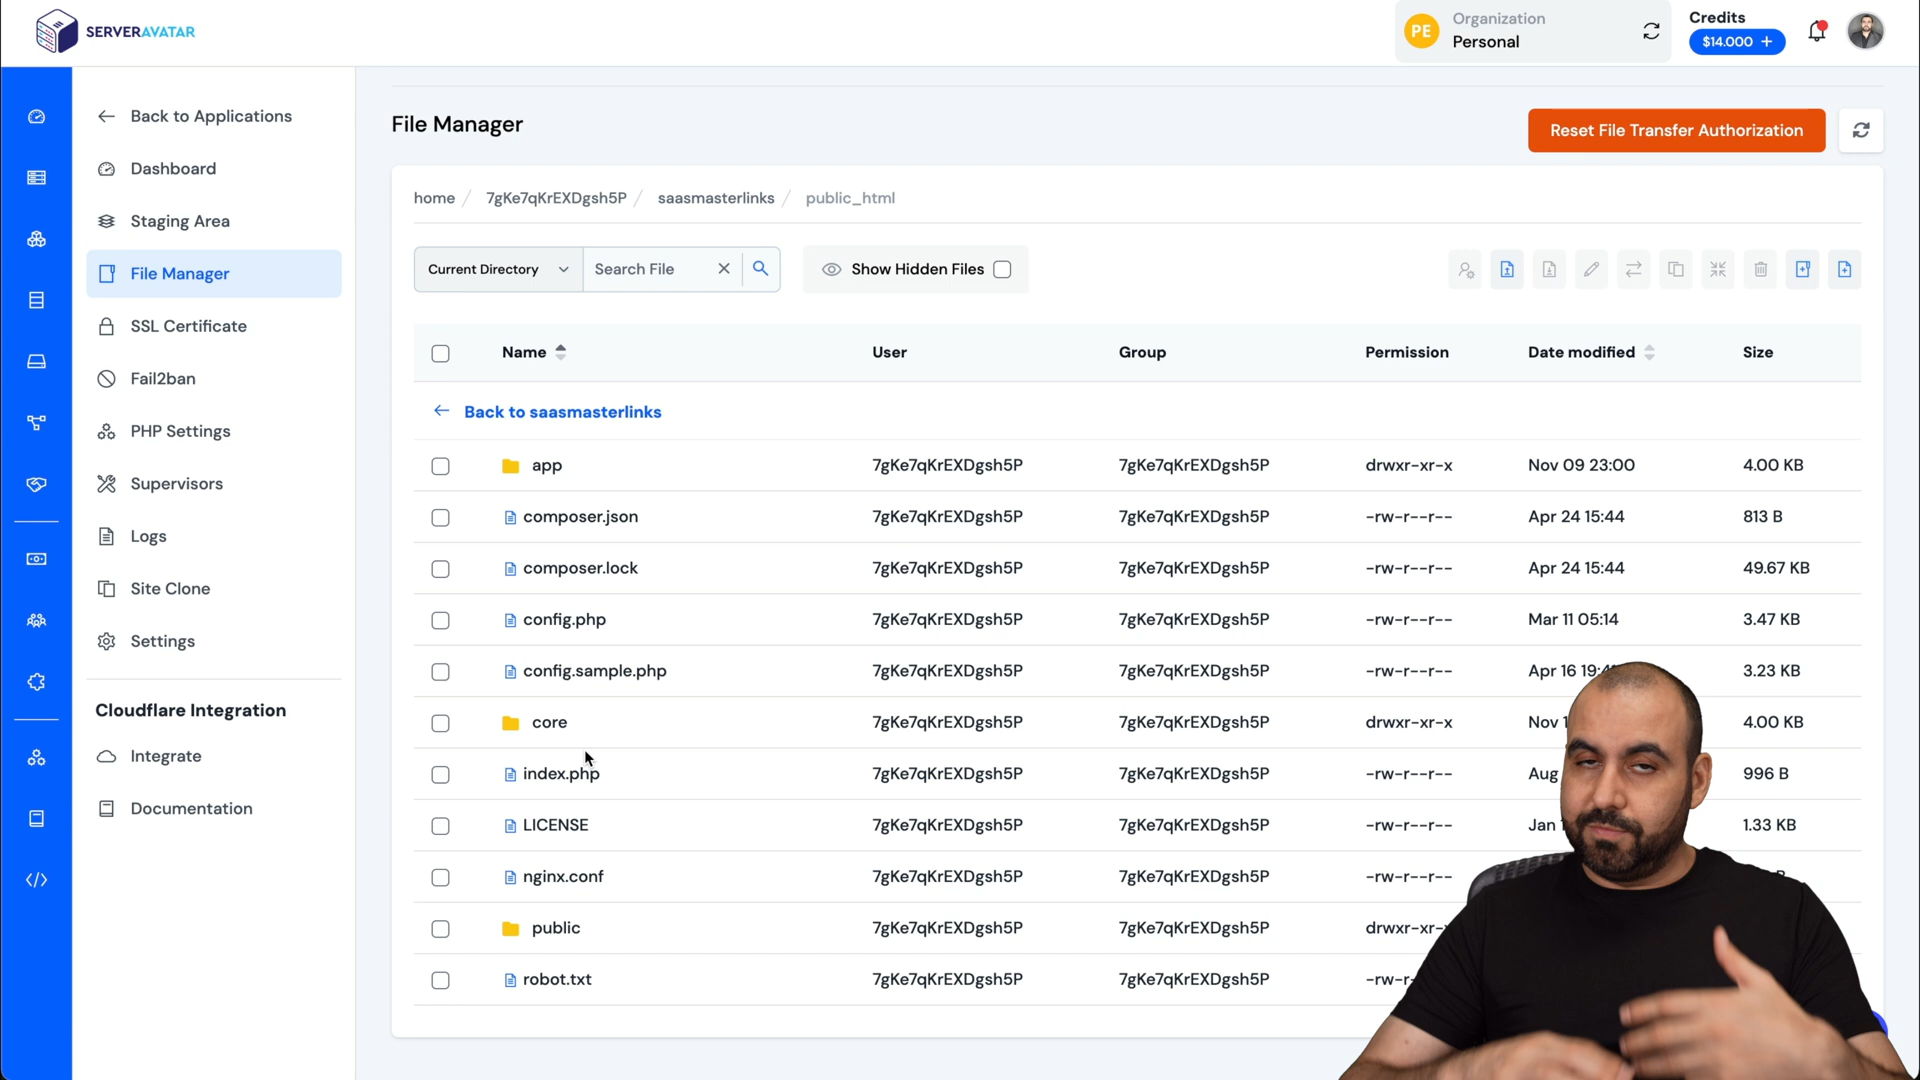 SERVERAVATAR
PE
Organization
Personal
Credits
$14.000 +
Back to Applications
Dashboard
Staging Area
File Manager
SSL Certificate
Fail2ban
PHP Settings
Supervisors
Logs
Site Clone
Settings
Cloudflare Integration
Integrate
Documentation
File Manager
Reset File Transfer Authorization
home / 7gKe7qKrEXDgsh5P / saasmasterlinks / public_html
Current Directory Search File Show Hidden Files
Name User Group Permission Date modified Size
Back to saasmasterlinks
app 7gKe7qKrEXDgsh5P 7gKe7qKrEXDgsh5P drwxr-xr-x Nov 09 23:00 4.00 KB
composer.json 7gKe7qKrEXDgsh5P 7gKe7qKrEXDgsh5P -rw-r--r-- Apr 24 15:44 813 B
composer.lock 7gKe7qKrEXDgsh5P 7gKe7qKrEXDgsh5P -rw-r--r-- Apr 24 15:44 49.67 KB
config.php 7gKe7qKrEXDgsh5P 7gKe7qKrEXDgsh5P -rw-r--r-- Mar 11 05:14 3.47 KB
config.sample.php 7gKe7qKrEXDgsh5P 7gKe7qKrEXDgsh5P -rw-r--r-- Apr 16 3.23 KB
core 7gKe7qKrEXDgsh5P 7gKe7qKrEXDgsh5P drwxr-xr-x Nov 4.00 KB
index.php 7gKe7qKrEXDgsh5P 7gKe7qKrEXDgsh5P -rw-r--r-- Aug 996 B
LICENSE 7gKe7qKrEXDgsh5P 7gKe7qKrEXDgsh5P -rw-r--r-- Jan 1.33 KB
nginx.conf 7gKe7qKrEXDgsh5P 7gKe7qKrEXDgsh5P -rw-r--r--
public 7gKe7qKrEXDgsh5P 7gKe7qKrEXDgsh5P
robot.txt 7gKe7qKrEXDgsh5P 7gKe7qKrEXDgsh5P